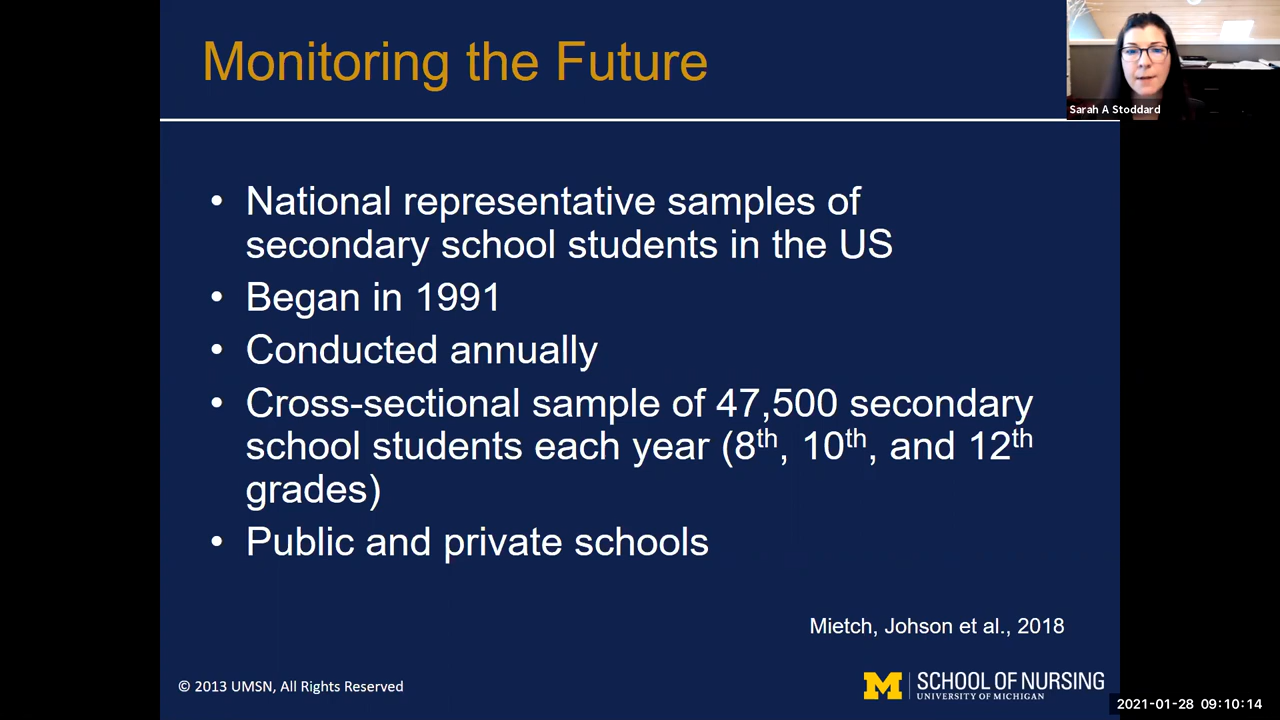 Monitoring the Future
Sarah A Stoddard
• National representative samples of
secondary school students in the US
• Began in 1991
• Conducted annually
• Cross-sectional sample of 47,500 secondary
school students each year (8th, 10th, and 12th
grades)
• Public and private schools
Mietch, Johson et al., 2018
© 2013 UMSN, All Rights Reserved
M SCHOOL OF NURSING
UNIVERSITY OF MICHIGAN
2021-01-28 09:10:14